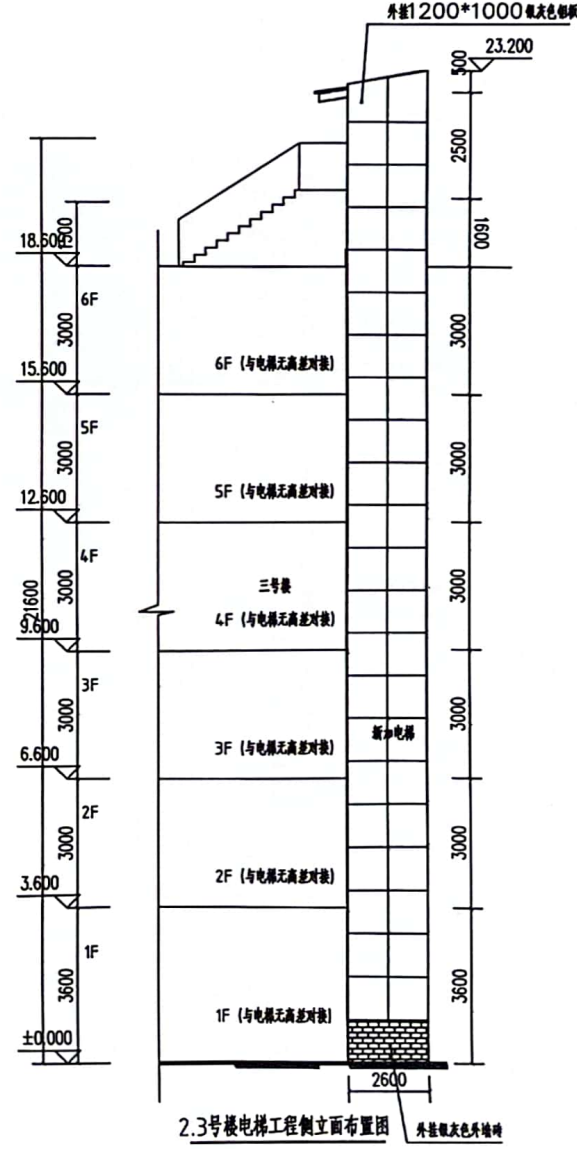 外挂1200*1000银灰色铝板
23.200
500
2500
1600
18.600
1500
6F
3000
3000
6F (与电梯无高差对接)
15.600
5F
3000
3000
5F (与电梯无高差对接)
12.600
4F
3000
3000
三号楼
21600
4F (与电梯无高差对接)
9.600
3F
3000
3000
新加电梯
3F (与电梯无高差对接)
6.600
2F
3000
3000
2F (与电梯无高差对接)
3.600
1F
3600
3600
1F (与电梯无高差对接)
±0.000
2600
2.3号楼电梯工程侧立面布置图
外挂银灰色外墙砖